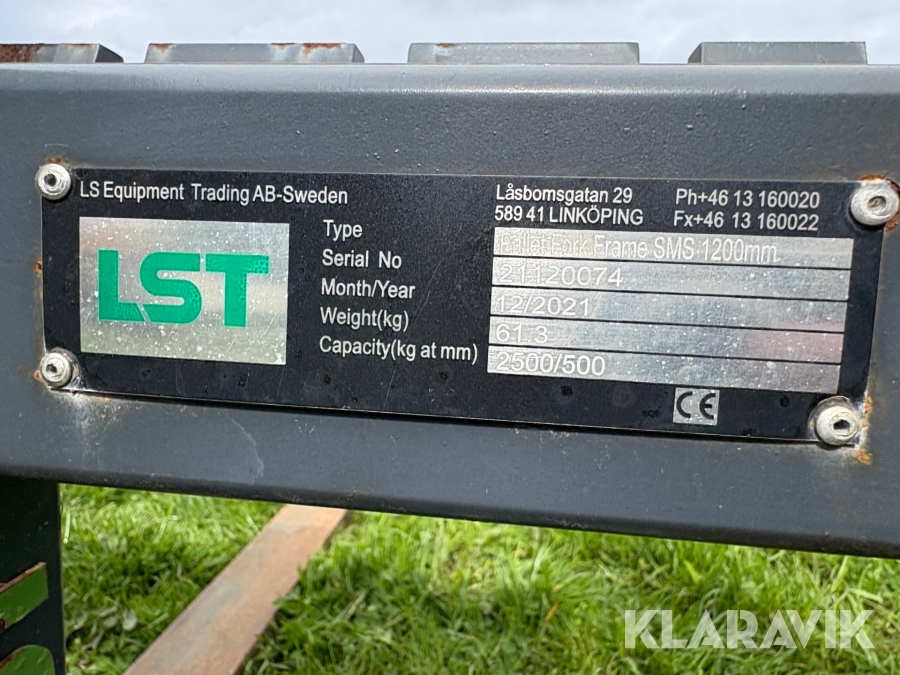 LS Equipment Trading AB-Sweden
Låsbomsgatan 29 Ph+46 13 160020
589 41 LINKÖPING Fx+46 13 160022
LST
Type Pallet Fork Frame SMS 1200mm
Serial No 21120074
Month/Year 12/2021
Weight(kg) 61.3
Capacity(kg at mm) 2500/500
CE
KLARAVIK